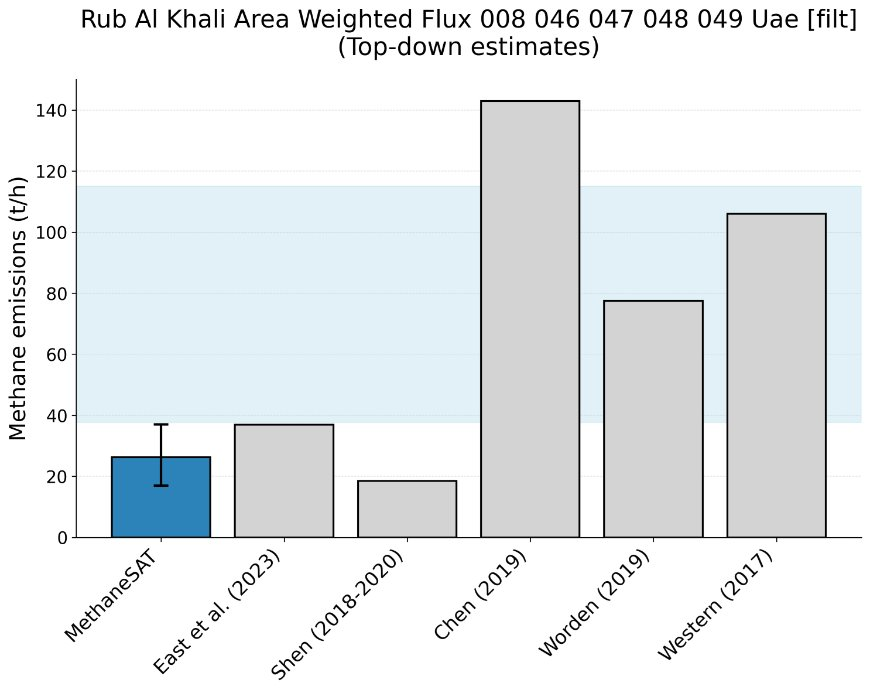 Rub Al Khali Area Weighted Flux 008 046 047 048 049 Uae [filt]
(Top-down estimates)
Methane emissions (t/h)
140
120
100
80
60
40
20
0
MethaneSAT
East et al. (2023)
Shen (2018-2020)
Chen (2019)
Worden (2019)
Western (2017)